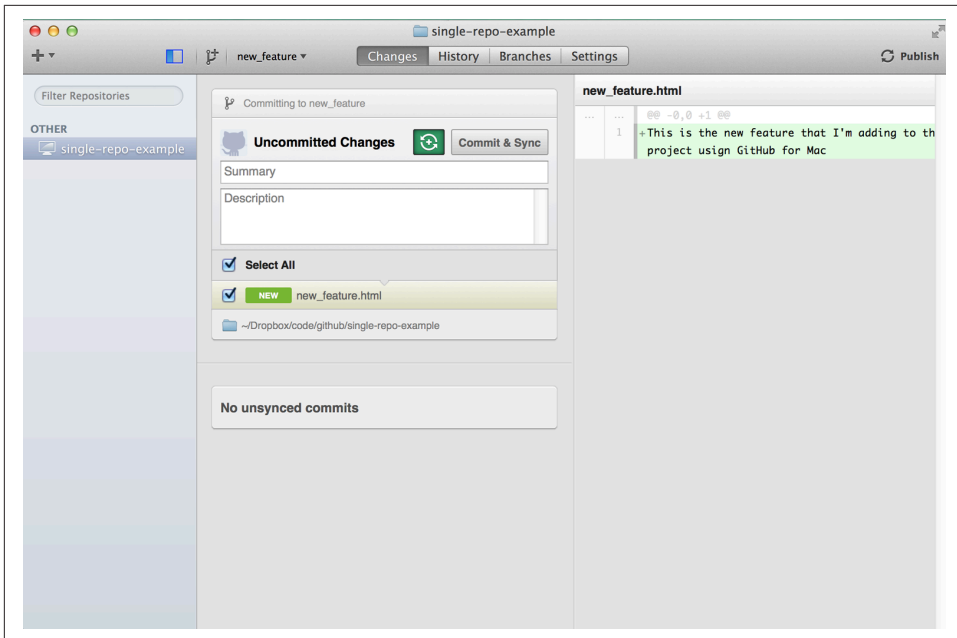 single-repo-example
new_feature
Changes
History
Branches
Settings
Publish
Filter Repositories
OTHER
single-repo-example
Committing to new_feature
Uncommitted Changes
Commit & Sync
Summary
Description
Select All
NEW new_feature.html
~/Dropbox/code/github/single-repo-example
No unsynced commits
new_feature.html
... ... @@ -0,0 +1 @@
1 +This is the new feature that I'm adding to th
project usign GitHub for Mac